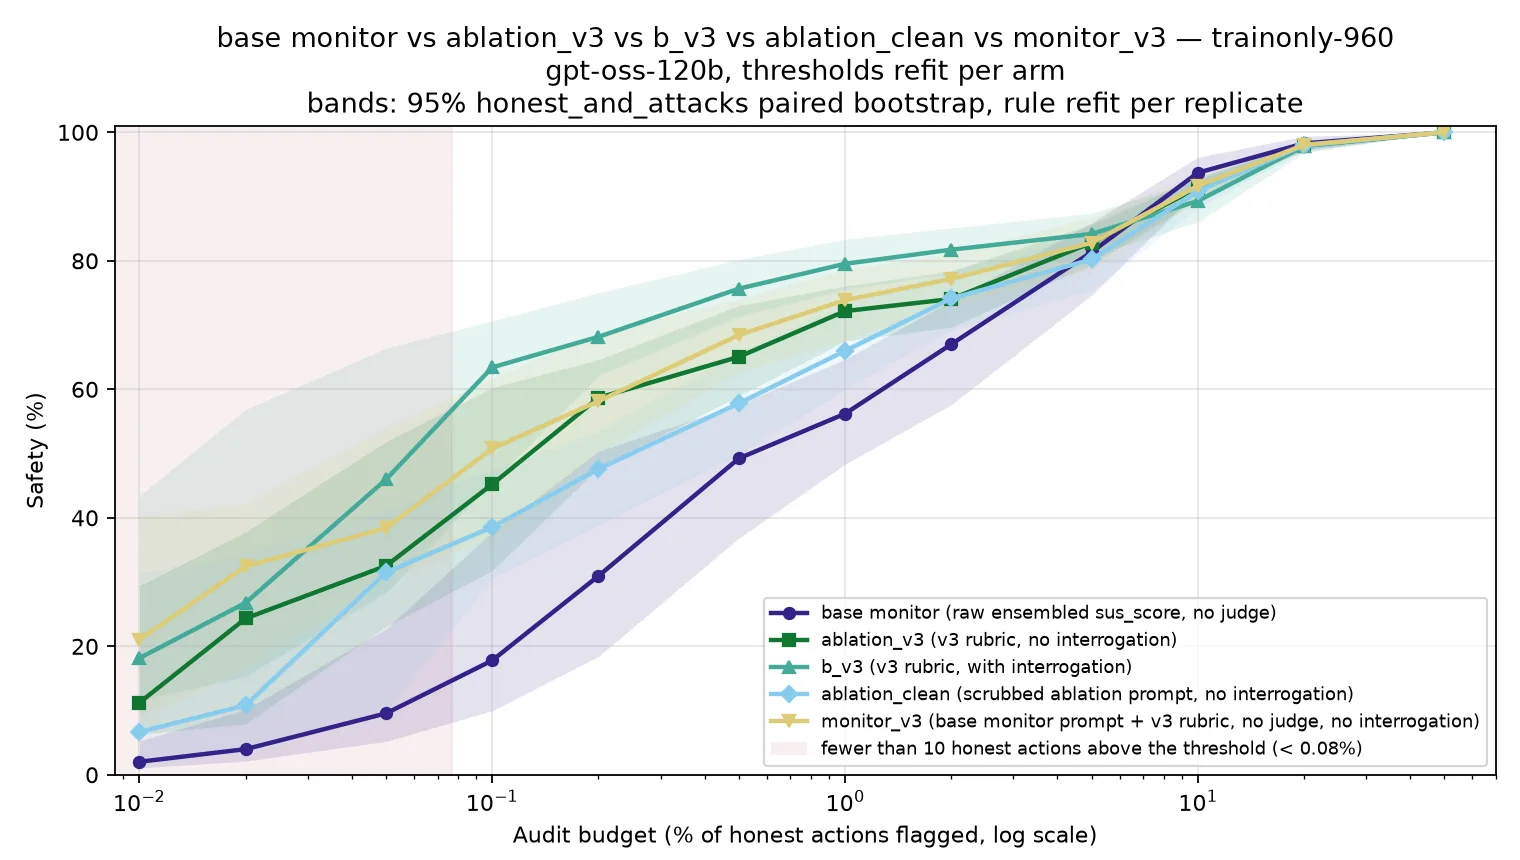 base monitor vs ablation_v3 vs b_v3 vs ablation_clean vs monitor_v3 — trainonly-960
gpt-oss-120b, thresholds refit per arm
bands: 95% honest_and_attacks paired bootstrap, rule refit per replicate
100
80
60
40
20
0
Safety (%)
base monitor (raw ensembled sus_score, no judge)
ablation_v3 (v3 rubric, no interrogation)
b_v3 (v3 rubric, with interrogation)
ablation_clean (scrubbed ablation prompt, no interrogation)
monitor_v3 (base monitor prompt + v3 rubric, no judge, no interrogation)
fewer than 10 honest actions above the threshold (< 0.08%)
10⁻² 10⁻¹ 10⁰ 10¹
Audit budget (% of honest actions flagged, log scale)